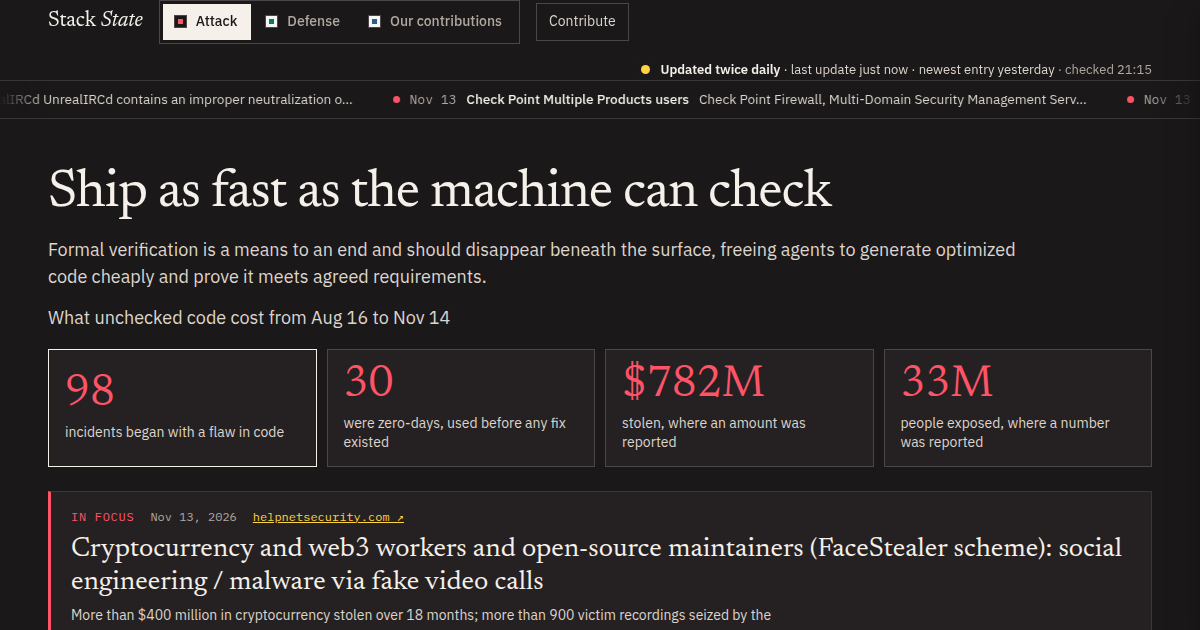 Stack State
Attack
Defense
Our contributions
Contribute
Updated twice daily · last update just now · newest entry yesterday · checked 21:15
UnrealIRCd contains an improper neutralization o...
Nov 13 Check Point Multiple Products users Check Point Firewall, Multi-Domain Security Management Serv...
Nov 13
Ship as fast as the machine can check
Formal verification is a means to an end and should disappear beneath the surface, freeing agents to generate optimized
code cheaply and prove it meets agreed requirements.
What unchecked code cost from Aug 16 to Nov 14
98
incidents began with a flaw in code
30
were zero-days, used before any fix
existed
$782M
stolen, where an amount was
reported
33M
people exposed, where a number
was reported
IN FOCUS Nov 13, 2026 helpnetsecurity.com ↗
Cryptocurrency and web3 workers and open-source maintainers (FaceStealer scheme): social
engineering / malware via fake video calls
More than $400 million in cryptocurrency stolen over 18 months; more than 900 victim recordings seized by the